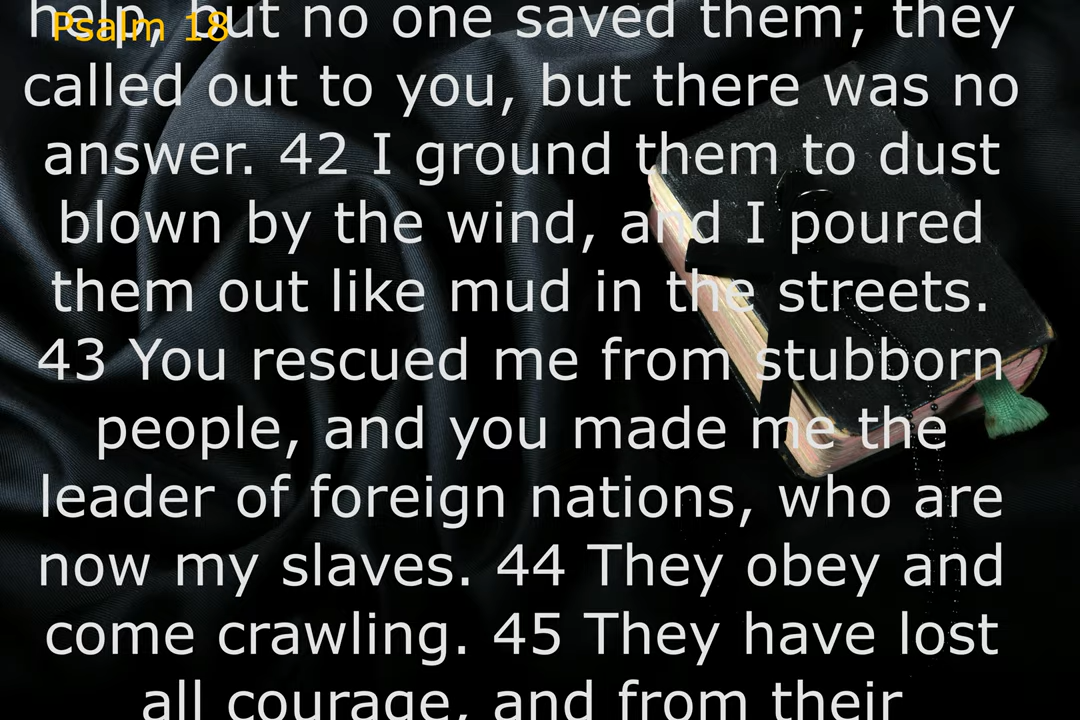 Psalm 18
help, but no one saved them; they
called out to you, but there was no
answer. 42 I ground them to dust
blown by the wind, and I poured
them out like mud in the streets.
43 You rescued me from stubborn
people, and you made me the
leader of foreign nations, who are
now my slaves. 44 They obey and
come crawling. 45 They have lost
all courage, and from their